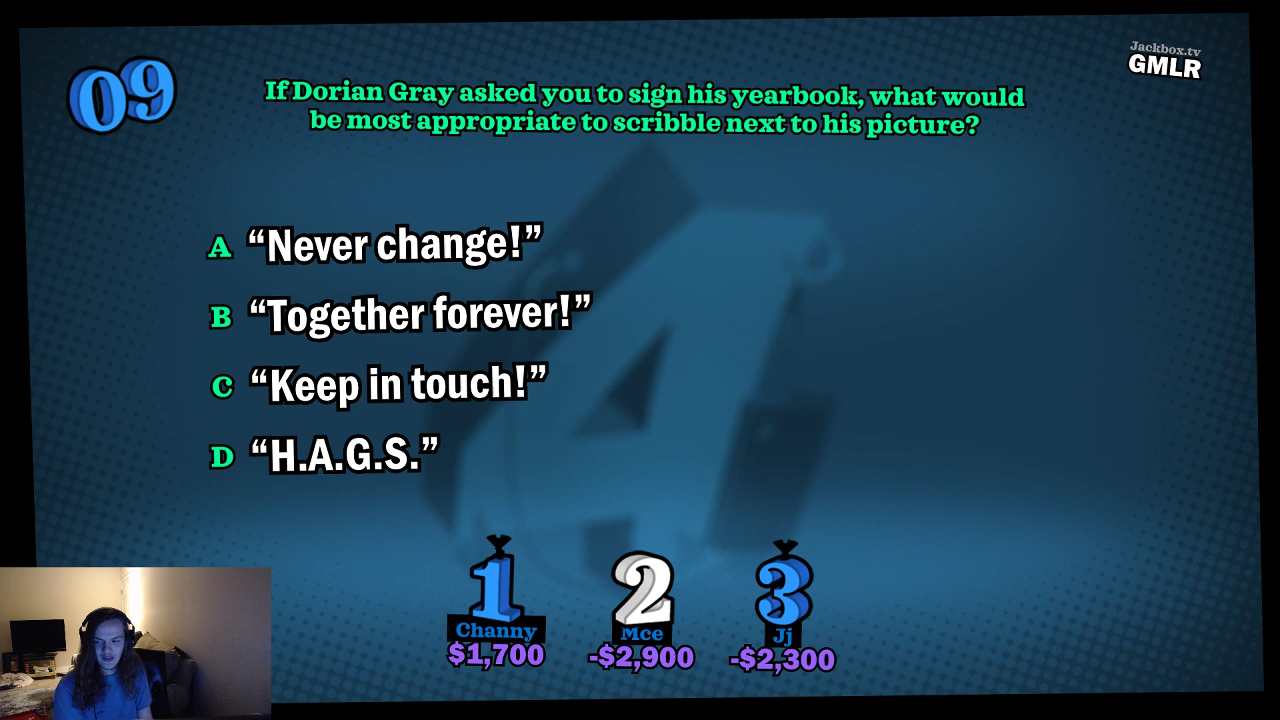 09
Jackbox.tv
GMLR
If Dorian Gray asked you to sign his yearbook, what would
be most appropriate to scribble next to his picture?
A “Never change!”
B “Together forever!”
C “Keep in touch!”
D “H.A.G.S.”
1 2 3
Channy Mce Jj
$1,700 -$2,900 -$2,300